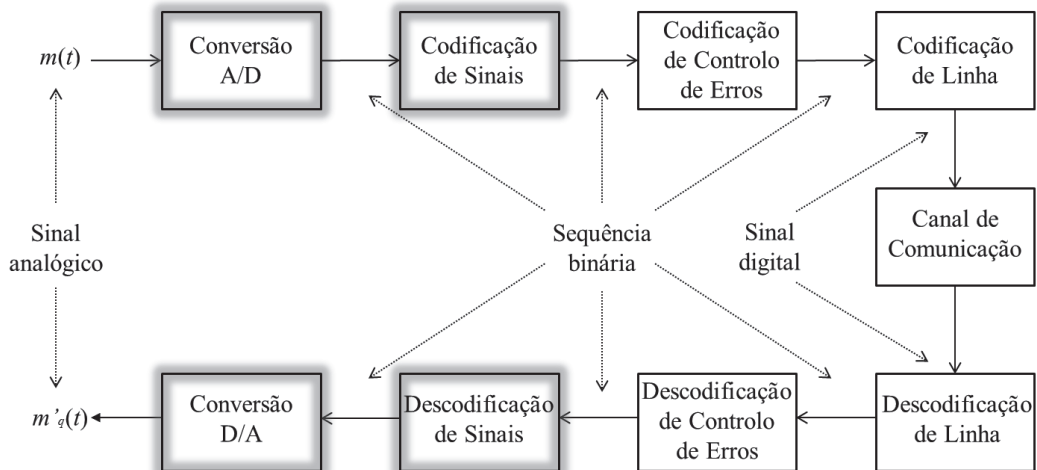 m(t)
Conversão
A/D
Codificação
de Sinais
Codificação
de Controlo
de Erros
Codificação
de Linha
Sinal
analógico
Sequência
binária
Sinal
digital
Canal de
Comunicação
m'q(t)
Conversão
D/A
Descodificação
de Sinais
Descodificação
de Controlo
de Erros
Descodificação
de Linha